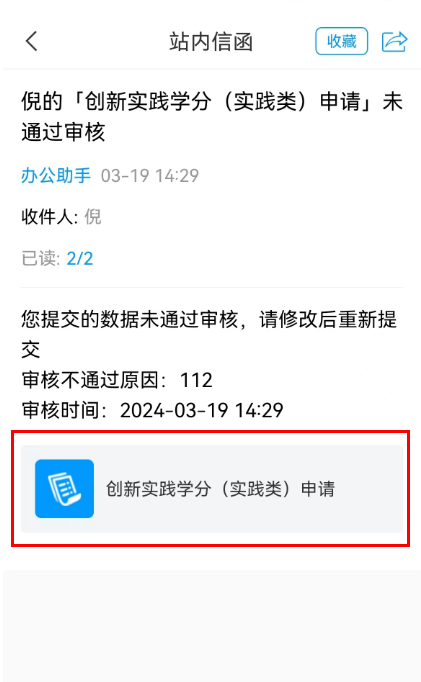 站内信函
收藏
倪的「创新实践学分（实践类）申请」未
通过审核
办公助手 03-19 14:29
收件人: 倪
已读: 2/2
您提交的数据未通过审核，请修改后重新提
交
审核不通过原因：112
审核时间：2024-03-19 14:29
创新实践学分（实践类）申请